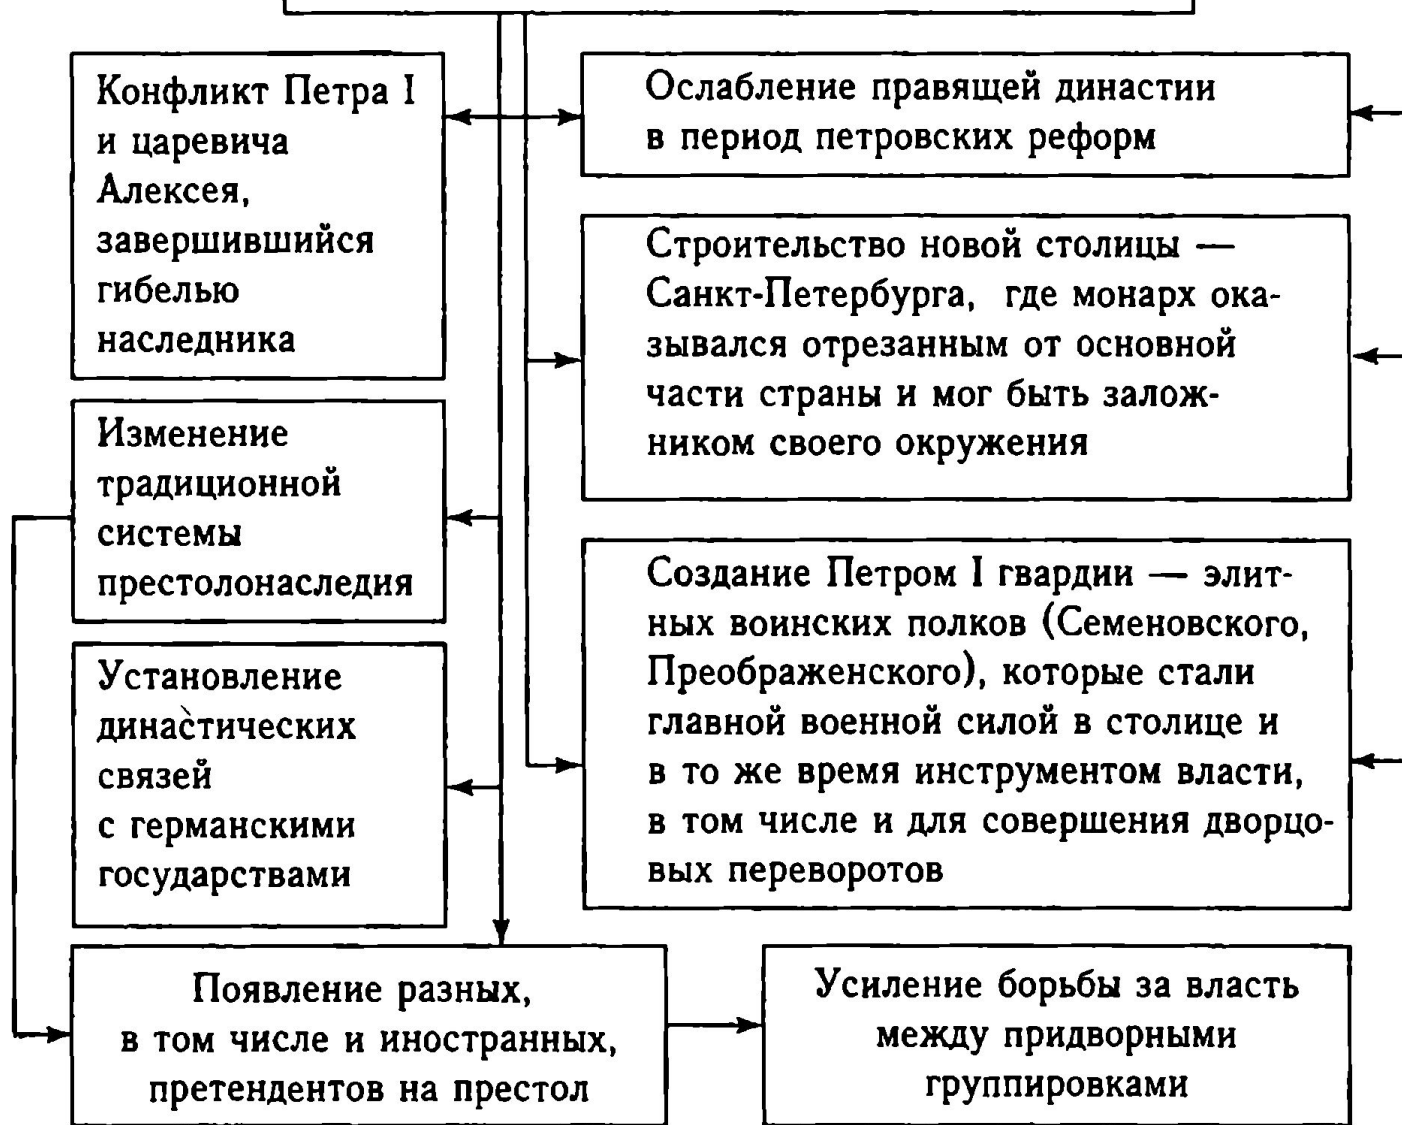 Конфликт Петра I
и царевича
Алексея,
завершившийся
гибелью
наследника
Ослабление правящей династии
в период петровских реформ
Строительство новой столицы —
Санкт-Петербурга, где монарх ока-
зывался отрезанным от основной
части страны и мог быть залож-
ником своего окружения
Изменение
традиционной
системы
престолонаследия
Создание Петром I гвардии — элит-
ных воинских полков (Семеновского,
Преображенского), которые стали
главной военной силой в столице и
в то же время инструментом власти,
в том числе и для совершения дворцо-
вых переворотов
Установление
династических
связей
с германскими
государствами
Появление разных,
в том числе и иностранных,
претендентов на престол
Усиление борьбы за власть
между придворными
группировками